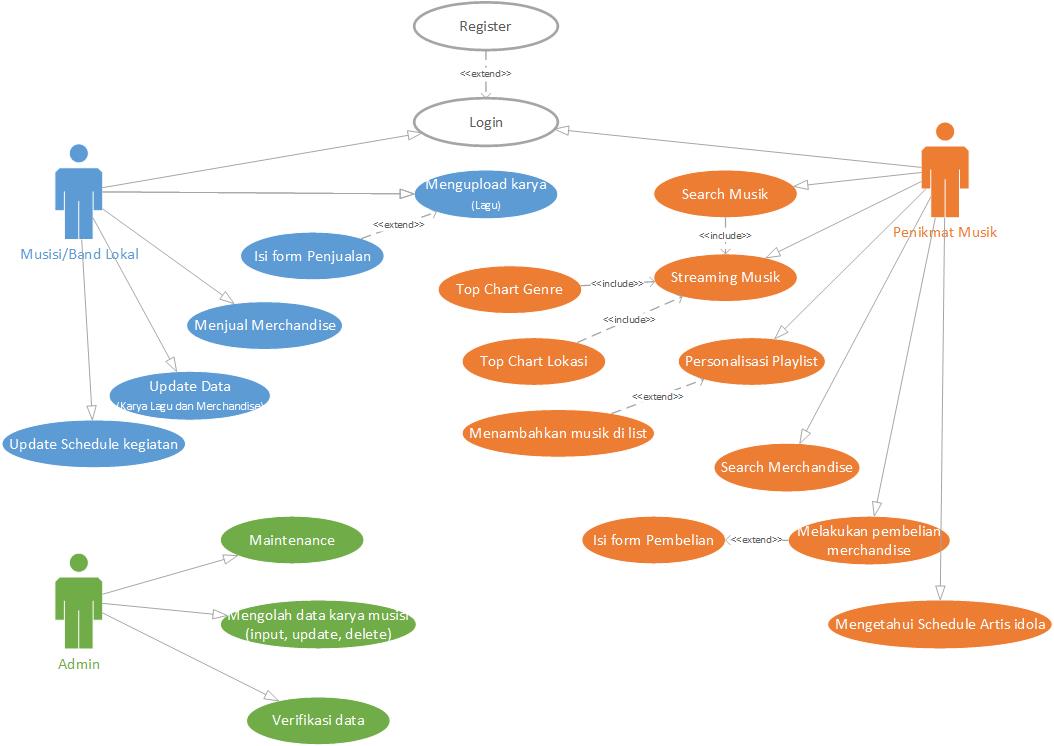 Register
<<extend>>
Login
Musisi/Band Lokal
Mengupload karya
(Lagu)
<<extend>>
Isi form Penjualan
Menjual Merchandise
Update Data
(Karya Lagu dan Merchandise)
Update Schedule kegiatan
Search Musik
Penikmat Musik
<<include>>
Streaming Musik
Top Chart Genre
<<include>>
<<include>>
Top Chart Lokasi
Personalisasi Playlist
<<extend>>
Menambahkan musik di list
Search Merchandise
Isi form Pembelian
<<extend>>
Melakukan pembelian
merchandise
Mengetahui Schedule Artis idola
Maintenance
Mengolah data karya musisi
(input, update, delete)
Admin
Verifikasi data